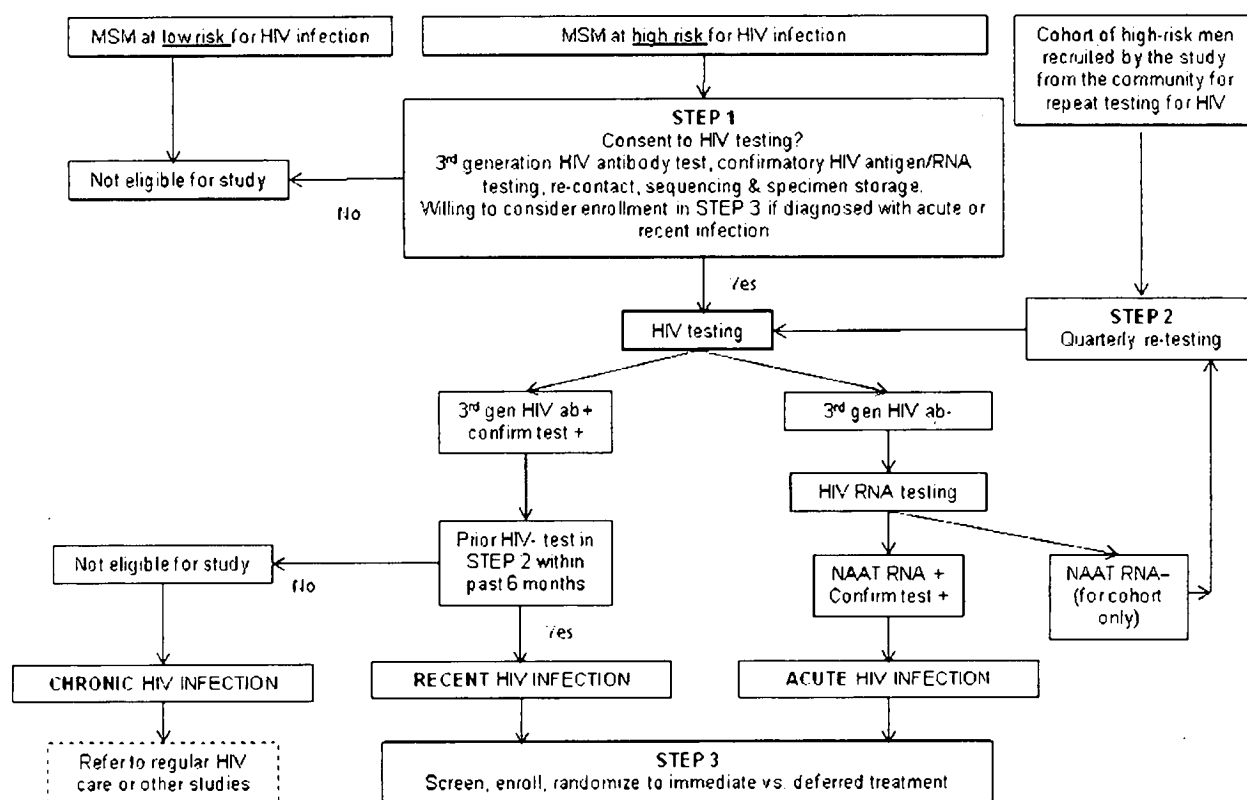 MSM at low risk for HIV infection
MSM at high risk for HIV infection
Cohort of high-risk men
recruited by the study
from the community for
repeat testing for HIV
STEP 1
Consent to HIV testing?
3rd generation HIV antibody test, confirmatory HIV antigen/RNA
testing, re-contact, sequencing & specimen storage.
Willing to consider enrollment in STEP 3 if diagnosed with acute or
recent infection
Not eligible for study
No
Yes
HIV testing
STEP 2
Quarterly re-testing
3rd gen HIV ab+
confirm test +
3rd gen HIV ab-
HIV RNA testing
Prior HIV- test in
STEP 2 within
past 6 months
Not eligible for study
No
NAAT RNA +
Confirm test +
NAAT RNA–
(for cohort
only)
Yes
CHRONIC HIV INFECTION
RECENT HIV INFECTION
ACUTE HIV INFECTION
Refer to regular HIV
care or other studies
STEP 3
Screen, enroll, randomize to immediate vs. deferred treatment